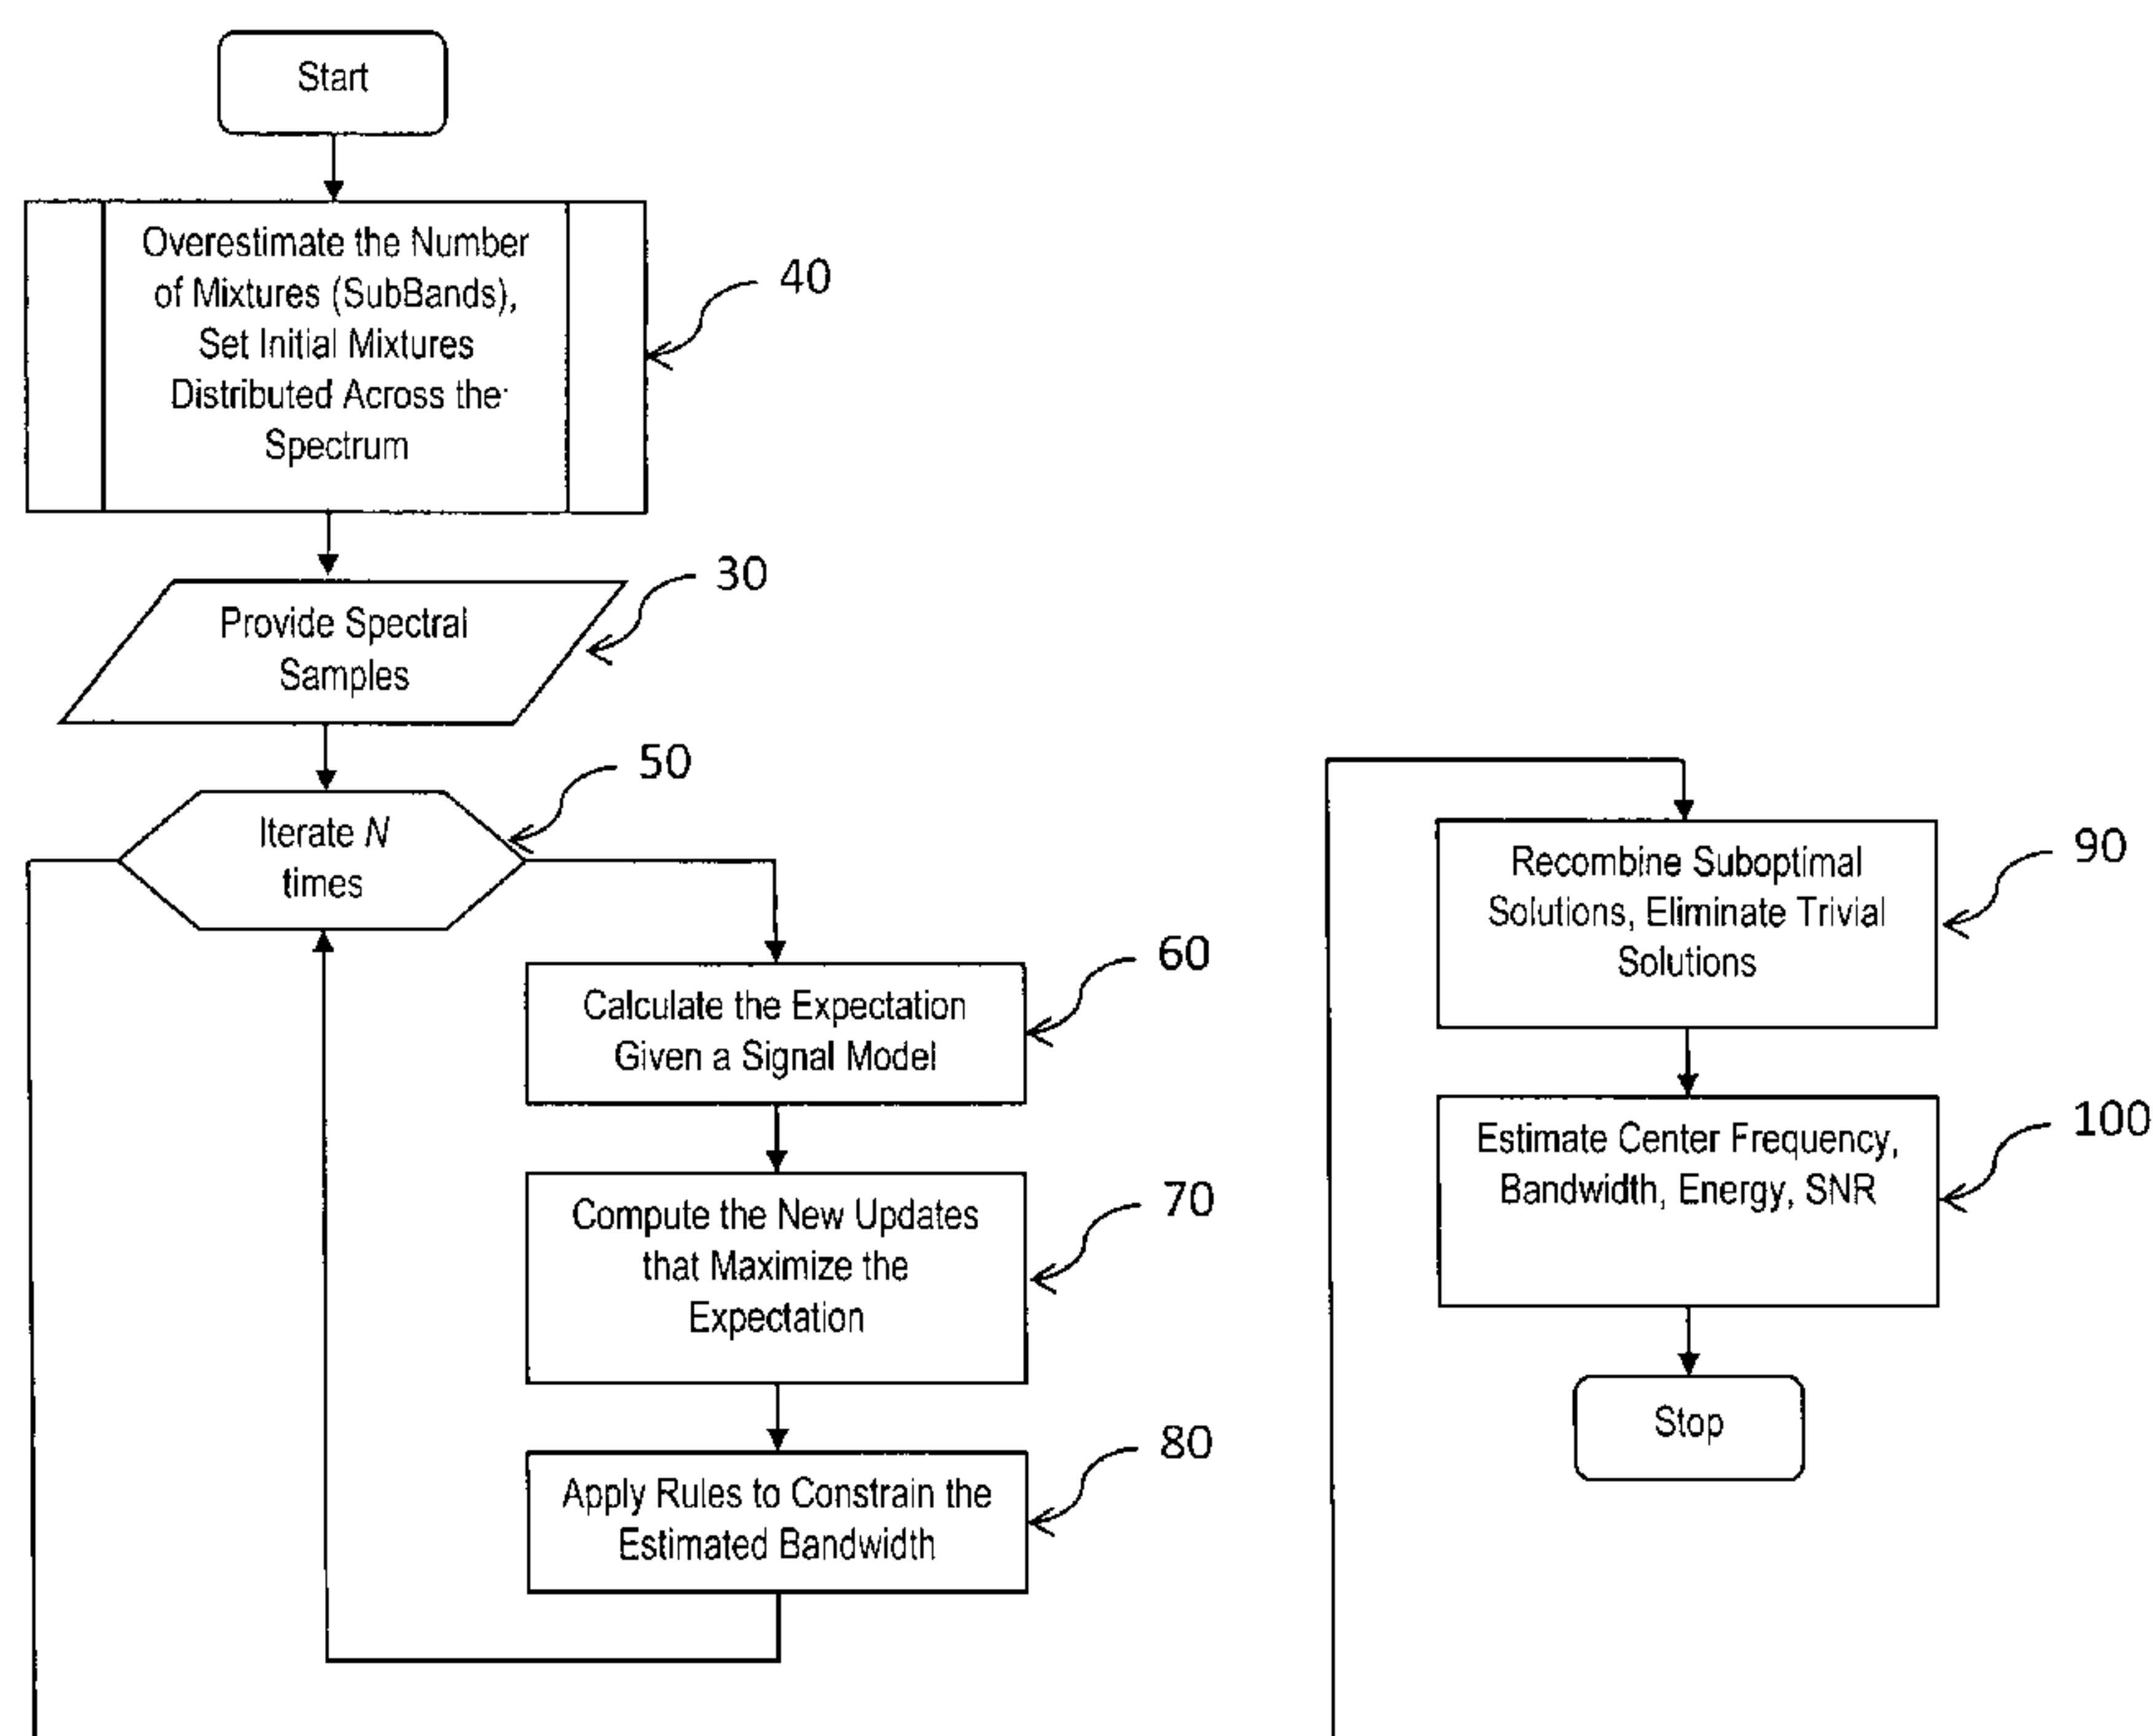 Start
Overestimate the Number
of Mixtures (SubBands),
Set Initial Mixtures
Distributed Across the
Spectrum
40
Provide Spectral
Samples
30
Iterate N
times
50
Calculate the Expectation
Given a Signal Model
60
Compute the New Updates
that Maximize the
Expectation
70
Apply Rules to Constrain the
Estimated Bandwidth
80
Recombine Suboptimal
Solutions, Eliminate Trivial
Solutions
90
Estimate Center Frequency,
Bandwidth, Energy, SNR
100
Stop